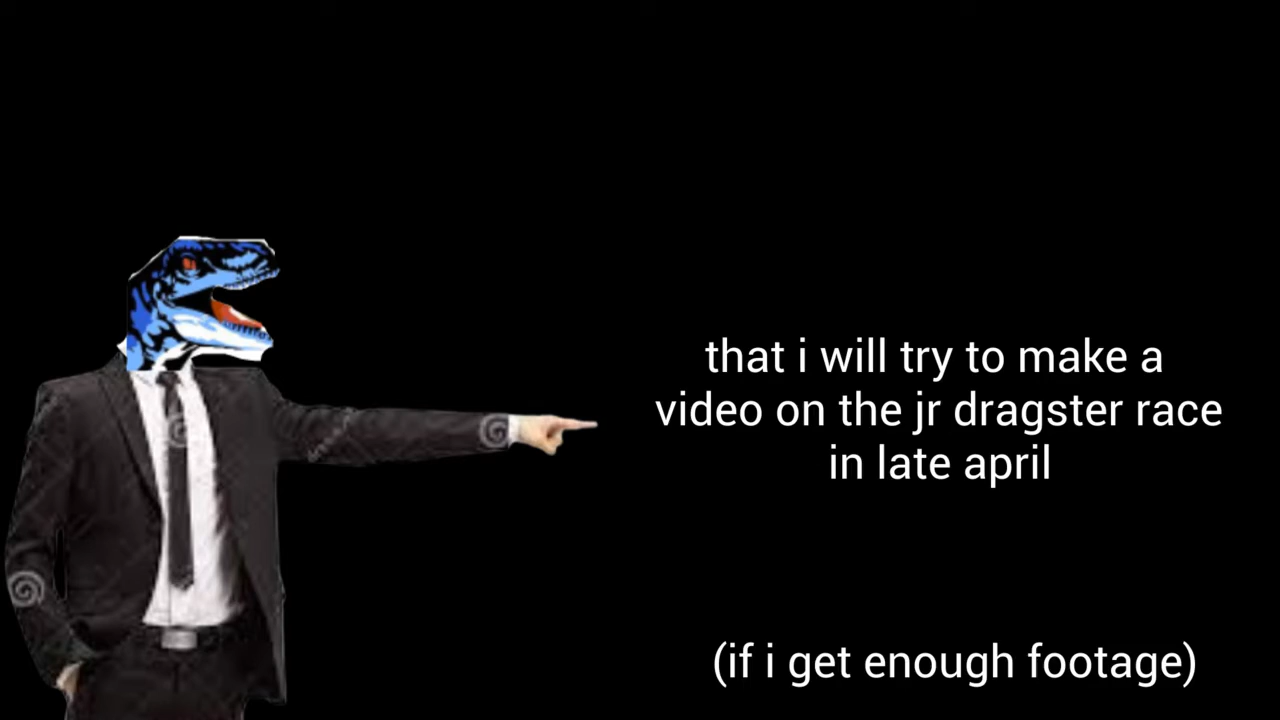 that i will try to make a
video on the jr dragster race
in late april
(if i get enough footage)